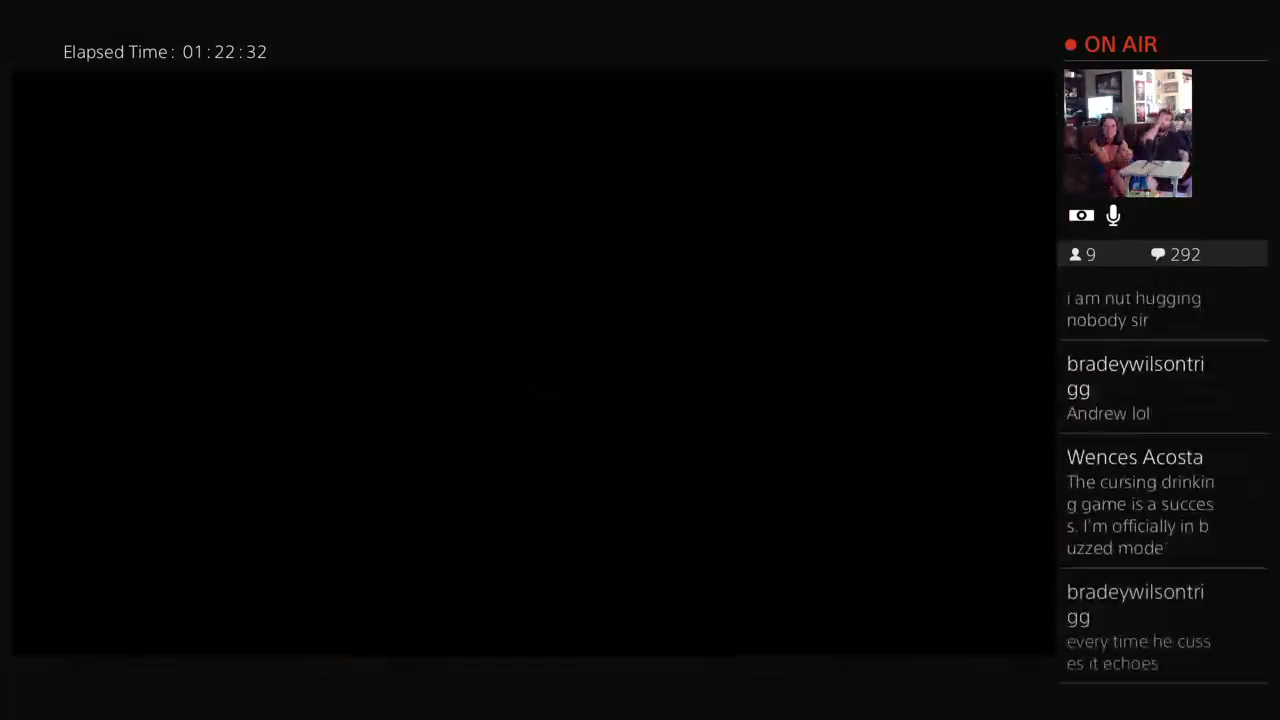 Elapsed Time: 01:22:32
ON AIR
9 292
i am nut hugging
nobody sir
bradeywilsontri
gg
Andrew lol
Wences Acosta
The cursing drinkin
g game is a succes
s. I'm officially in b
uzzed mode
bradeywilsontri
gg
every time he cuss
es it echoes